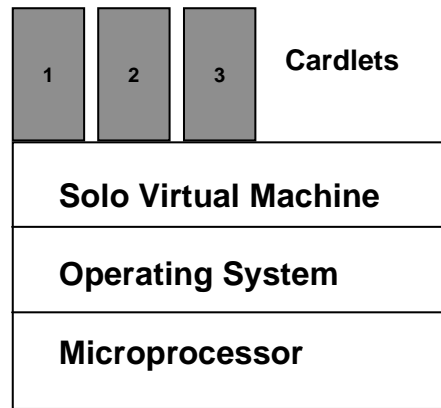 1 2 3 Cardlets
Solo Virtual Machine
Operating System
Microprocessor